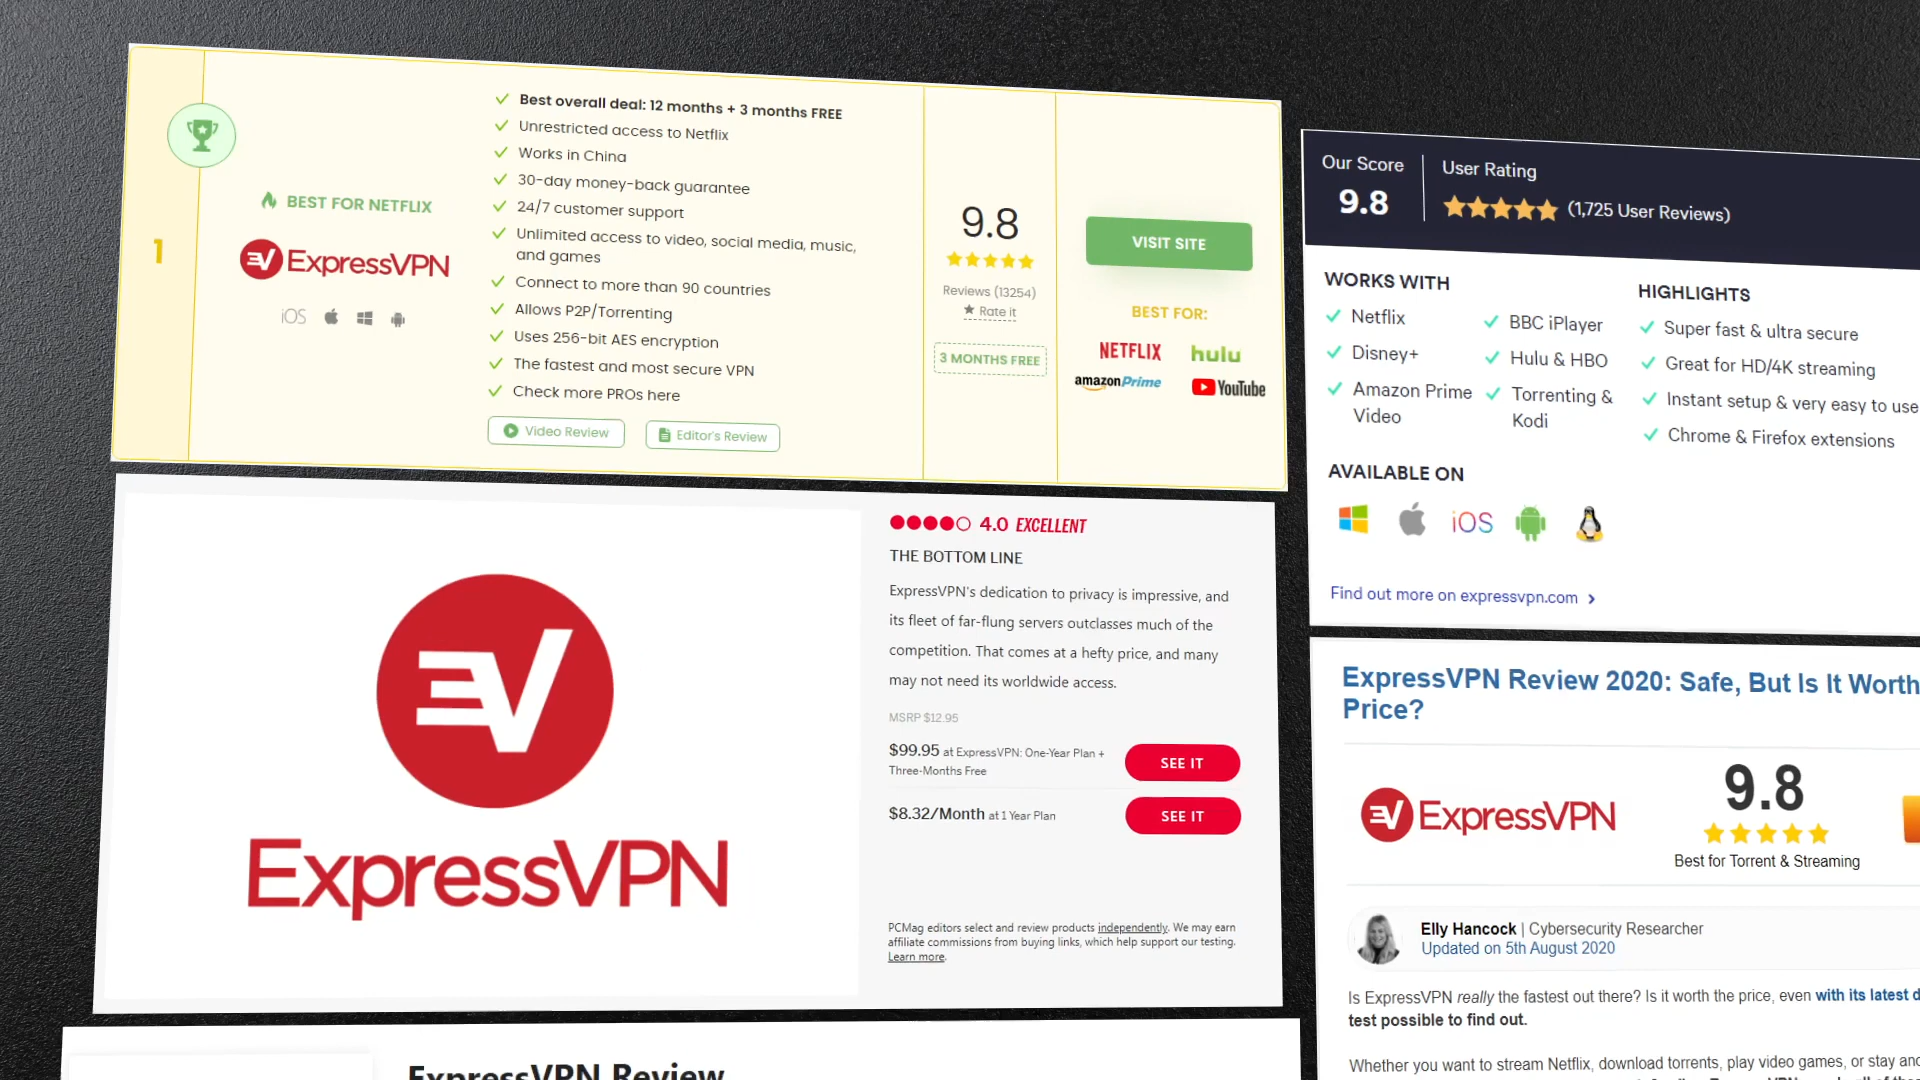 1
BEST FOR NETFLIX
ExpressVPN
iOS
Best overall deal: 12 months + 3 months FREE
Unrestricted access to Netflix
Works in China
30-day money-back guarantee
24/7 customer support
Unlimited access to video, social media, music,
and games
Connect to more than 90 countries
Allows P2P/Torrenting
Uses 256-bit AES encryption
The fastest and most secure VPN
Check more PROs here
Video Review
Editor's Review
9.8
Reviews (13254)
Rate it
3 MONTHS FREE
VISIT SITE
BEST FOR:
NETFLIX
hulu
amazonPrime
YouTube
Our Score
9.8
User Rating
(1,725 User Reviews)
WORKS WITH
Netflix
Disney+
Amazon Prime
Video
BBC iPlayer
Hulu & HBO
Torrenting &
Kodi
HIGHLIGHTS
Super fast & ultra secure
Great for HD/4K streaming
Instant setup & very easy to use
Chrome & Firefox extensions
AVAILABLE ON
iOS
Find out more on expressvpn.com
EV
ExpressVPN
4.0 EXCELLENT
THE BOTTOM LINE
ExpressVPN's dedication to privacy is impressive, and
its fleet of far-flung servers outclasses much of the
competition. That comes at a hefty price, and many
may not need its worldwide access.
MSRP $12.95
$99.95 at ExpressVPN: One-Year Plan +
Three-Months Free
SEE IT
$8.32/Month at 1 Year Plan
SEE IT
PCMag editors select and review products independently. We may earn
affiliate commissions from buying links, which help support our testing.
Learn more.
ExpressVPN Review 2020: Safe, But Is It Worth
Price?
ExpressVPN
9.8
Best for Torrent & Streaming
Elly Hancock | Cybersecurity Researcher
Updated on 5th August 2020
Is ExpressVPN really the fastest out there? Is it worth the price, even with its latest d
test possible to find out.
Whether you want to stream Netflix, download torrents, play video games, or stay and
ExpressVPN Review